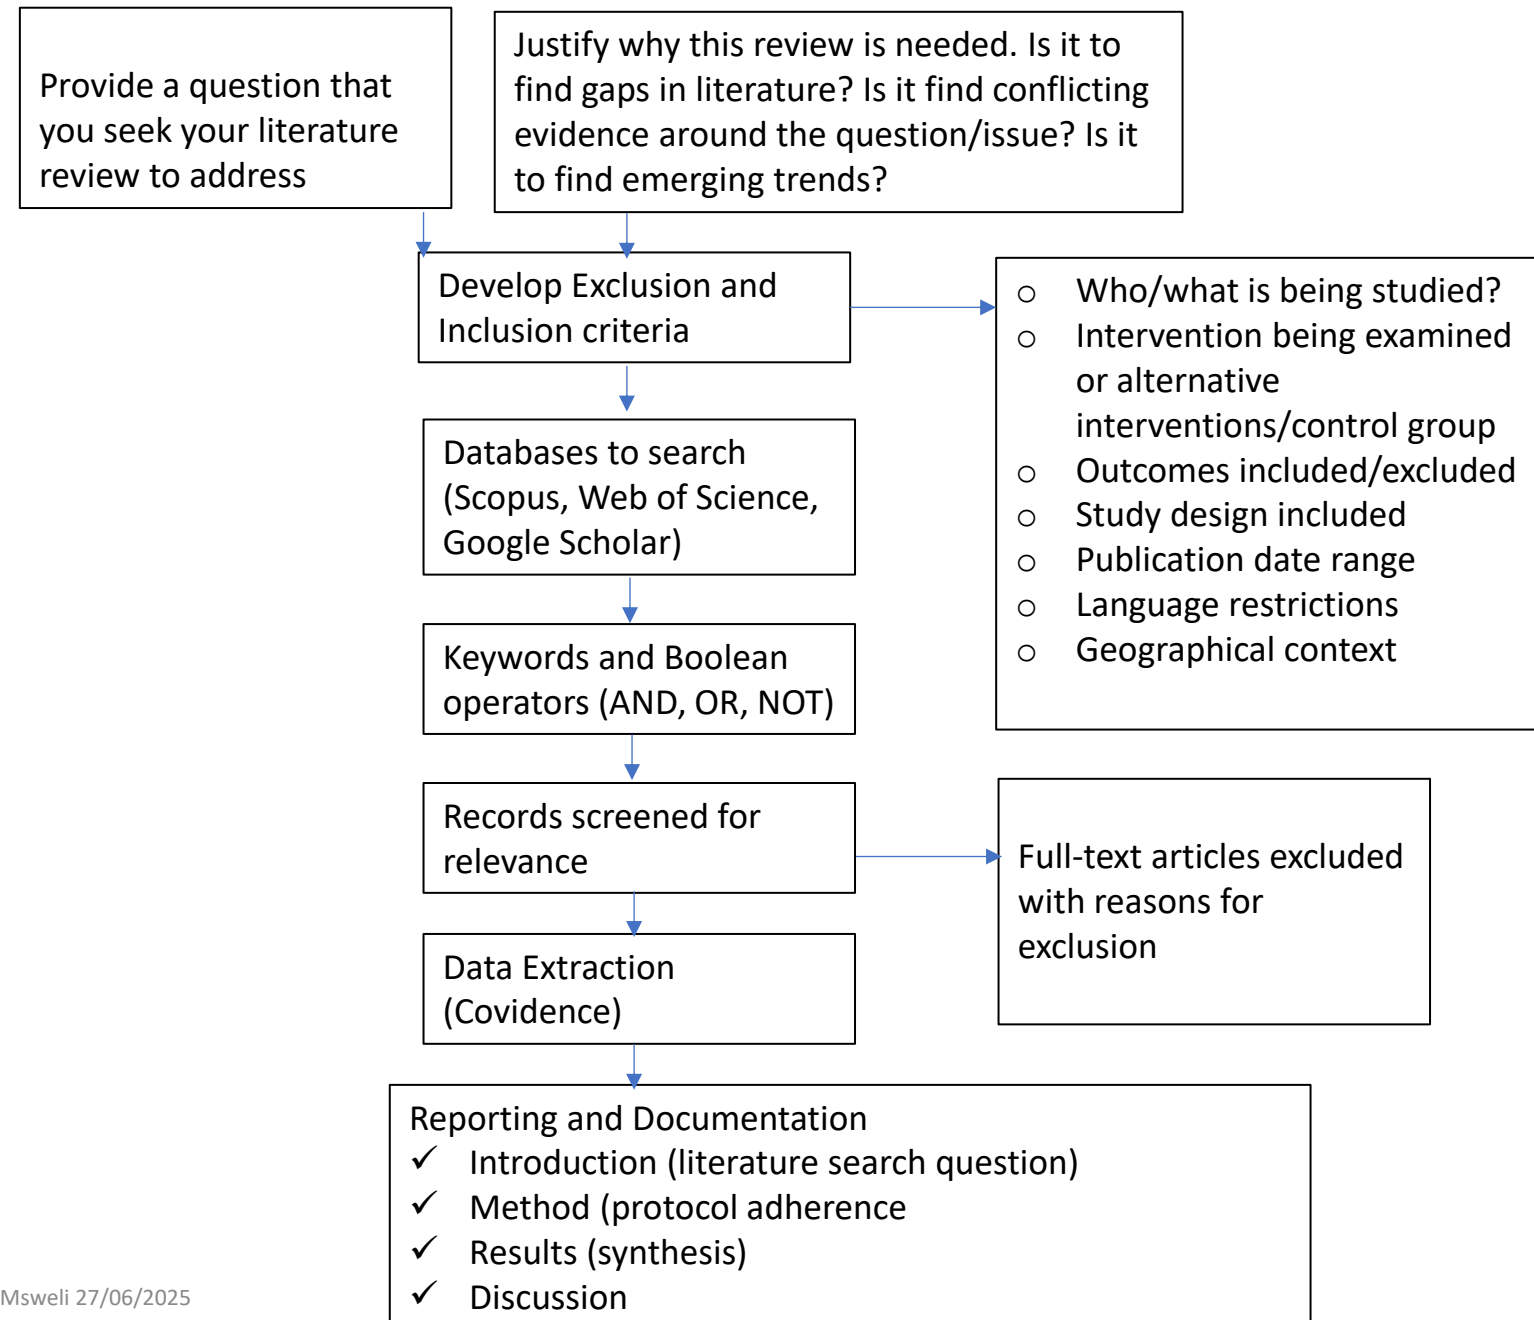 Provide a question that
you seek your literature
review to address
Justify why this review is needed. Is it to
find gaps in literature? Is it find conflicting
evidence around the question/issue? Is it
to find emerging trends?
Develop Exclusion and
Inclusion criteria
○ Who/what is being studied?
○ Intervention being examined
or alternative
interventions/control group
○ Outcomes included/excluded
○ Study design included
○ Publication date range
○ Language restrictions
○ Geographical context
Databases to search
(Scopus, Web of Science,
Google Scholar)
Keywords and Boolean
operators (AND, OR, NOT)
Records screened for
relevance
Full-text articles excluded
with reasons for
exclusion
Data Extraction
(Covidence)
Reporting and Documentation
✓ Introduction (literature search question)
✓ Method (protocol adherence
✓ Results (synthesis)
✓ Discussion
Msweli 27/06/2025